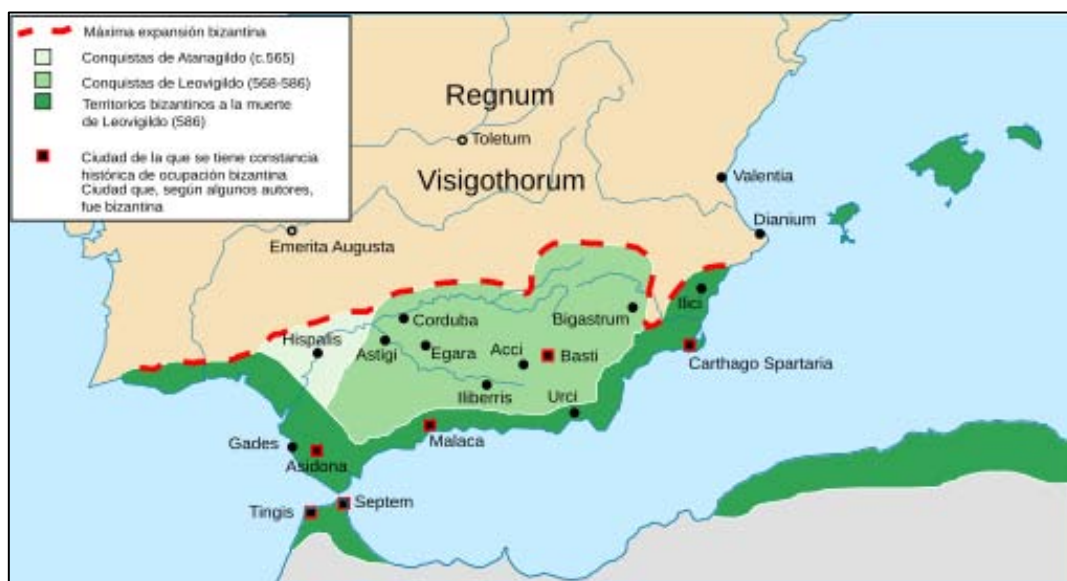 Máxima expansión bizantina
Conquistas de Atanagildo (c.565)
Conquistas de Leovigildo (568-586)
Territorios bizantinos a la muerte
de Leovigildo (586)
Ciudad de la que se tiene constancia
histórica de ocupación bizantina
Ciudad que, según algunos autores,
fue bizantina
Regnum
Toletum
Visigothorum
Valentia
Dianium
Emerita Augusta
Ilici
Corduba
Bigastrum
Hispalis
Astigi
Egara
Acci
Basti
Carthago Spartaria
Iliberris
Urci
Malaca
Gades
Asidona
Septem
Tingis